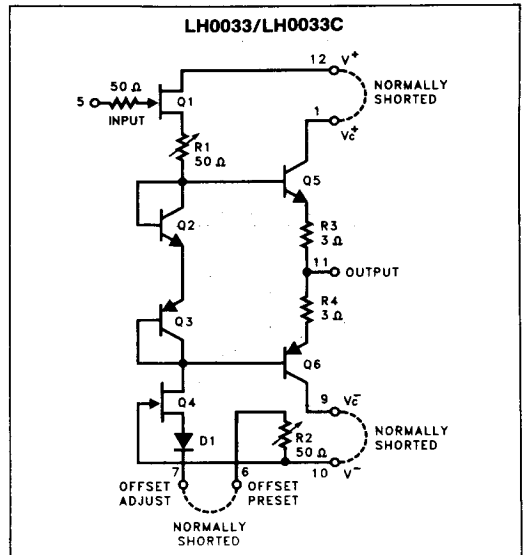 LH0033/LH0033C
12 V+
50 Ω
5
Q1
INPUT
NORMALLY
SHORTED
1
Vc+
R1
50 Ω
Q5
Q2
R3
3 Ω
11
OUTPUT
R4
3 Ω
Q3
Q6
Q4
9 Vc-
D1
R2
50 Ω
NORMALLY
SHORTED
7
6
10 V-
OFFSET
ADJUST
OFFSET
PRESET
NORMALLY
SHORTED